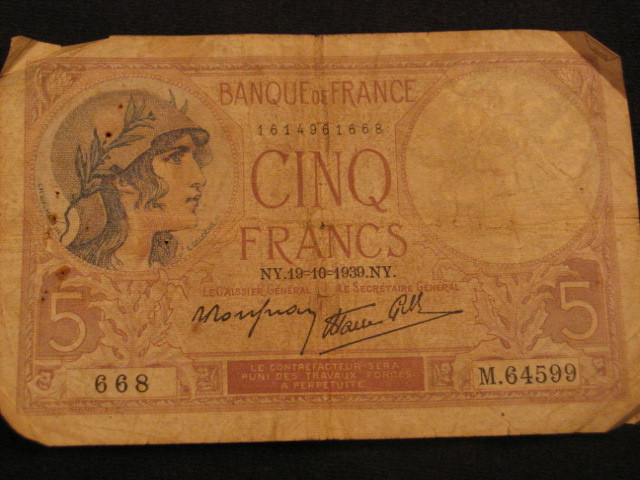 BANQUE DE FRANCE
1614961668
CINQ
FRANCS
NY.19-10-1939.NY.
LE CAISSIER GÉNÉRAL LE SECRÉTAIRE GÉNÉRAL
5 5
668 M.64599
LE CONTREFACTEUR SERA
PUNI DES TRAVAUX FORCÉS
À PERPÉTUITÉ